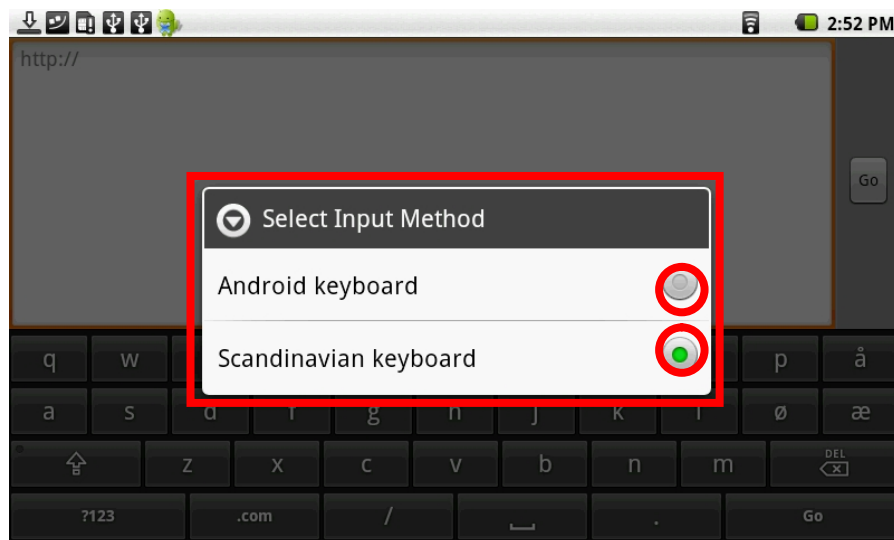 2:52 PM
http://
Go
Select Input Method
Android keyboard
Scandinavian keyboard
q w p å
a s d f g h j k l ø æ
z x c v b n m DEL
?123 .com / . Go